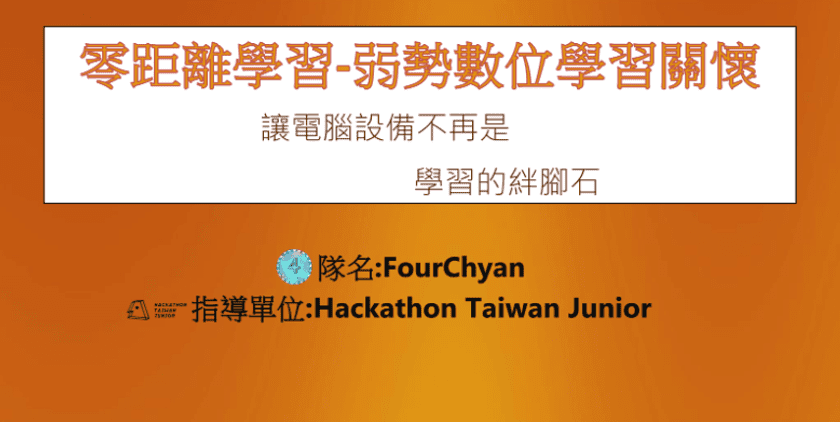 零距離學習-弱勢數位學習關懷
讓電腦設備不再是
學習的絆腳石
4 隊名:FourChyan
HACKATHON
TAIWAN
JUNIOR
指導單位:Hackathon Taiwan Junior